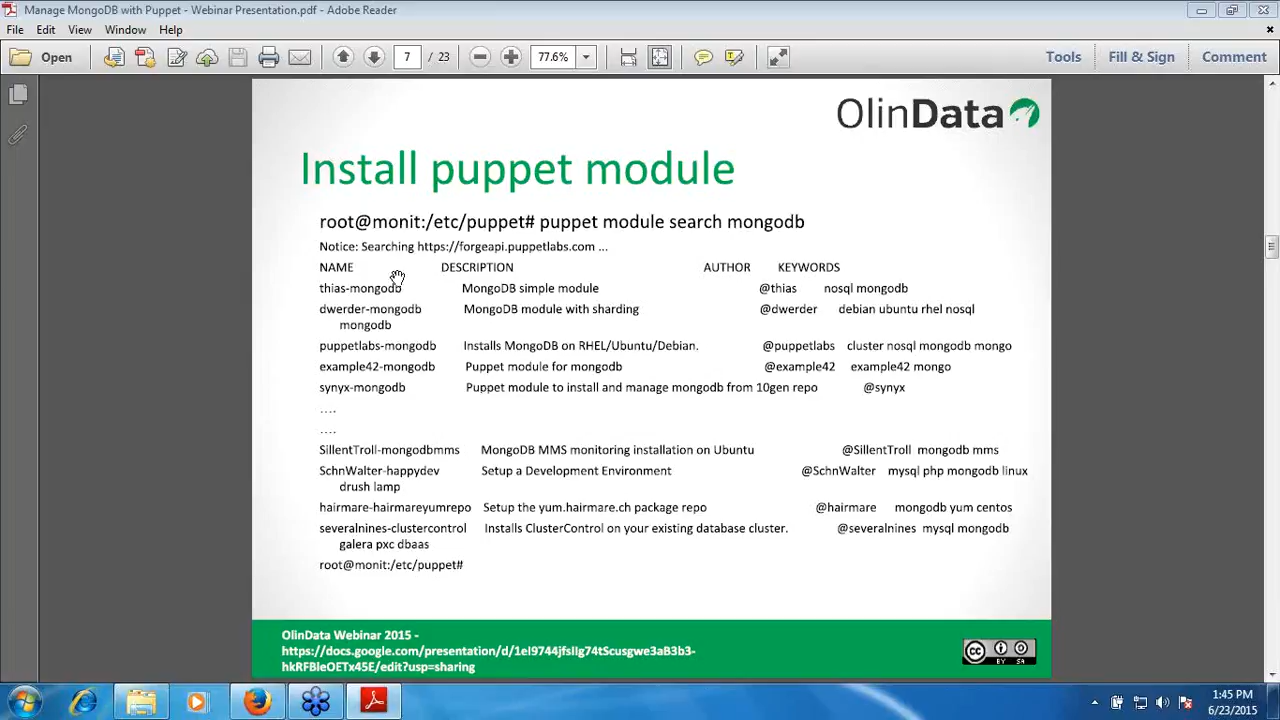 Manage MongoDB with Puppet - Webinar Presentation.pdf - Adobe Reader
File Edit View Window Help
Open 7 / 23 77.6% Tools Fill & Sign Comment
OlinData
Install puppet module
root@monit:/etc/puppet# puppet module search mongodb
Notice: Searching https://forgeapi.puppetlabs.com ...
NAME DESCRIPTION AUTHOR KEYWORDS
thias-mongodb MongoDB simple module @thias nosql mongodb
dwerder-mongodb MongoDB module with sharding @dwerder debian ubuntu rhel nosql
mongodb
puppetlabs-mongodb Installs MongoDB on RHEL/Ubuntu/Debian. @puppetlabs cluster nosql mongodb mongo
example42-mongodb Puppet module for mongodb @example42 example42 mongo
synyx-mongodb Puppet module to install and manage mongodb from 10gen repo @synyx
....
....
SillentTroll-mongodbmms MongoDB MMS monitoring installation on Ubuntu @SillentTroll mongodb mms
SchnWalter-happydev Setup a Development Environment @SchnWalter mysql php mongodb linux
drush lamp
hairmare-hairmareyumrepo Setup the yum.hairmare.ch package repo @hairmare mongodb yum centos
severalnines-clustercontrol Installs ClusterControl on your existing database cluster. @severalnines mysql mongodb
galera pxc dbaas
root@monit:/etc/puppet#
OlinData Webinar 2015 -
https://docs.google.com/presentation/d/1eI9744jfsIlg74tScusgwe3aB3b3-
hkRFBleOETx45E/edit?usp=sharing
cc BY SA
1:45 PM
6/23/2015